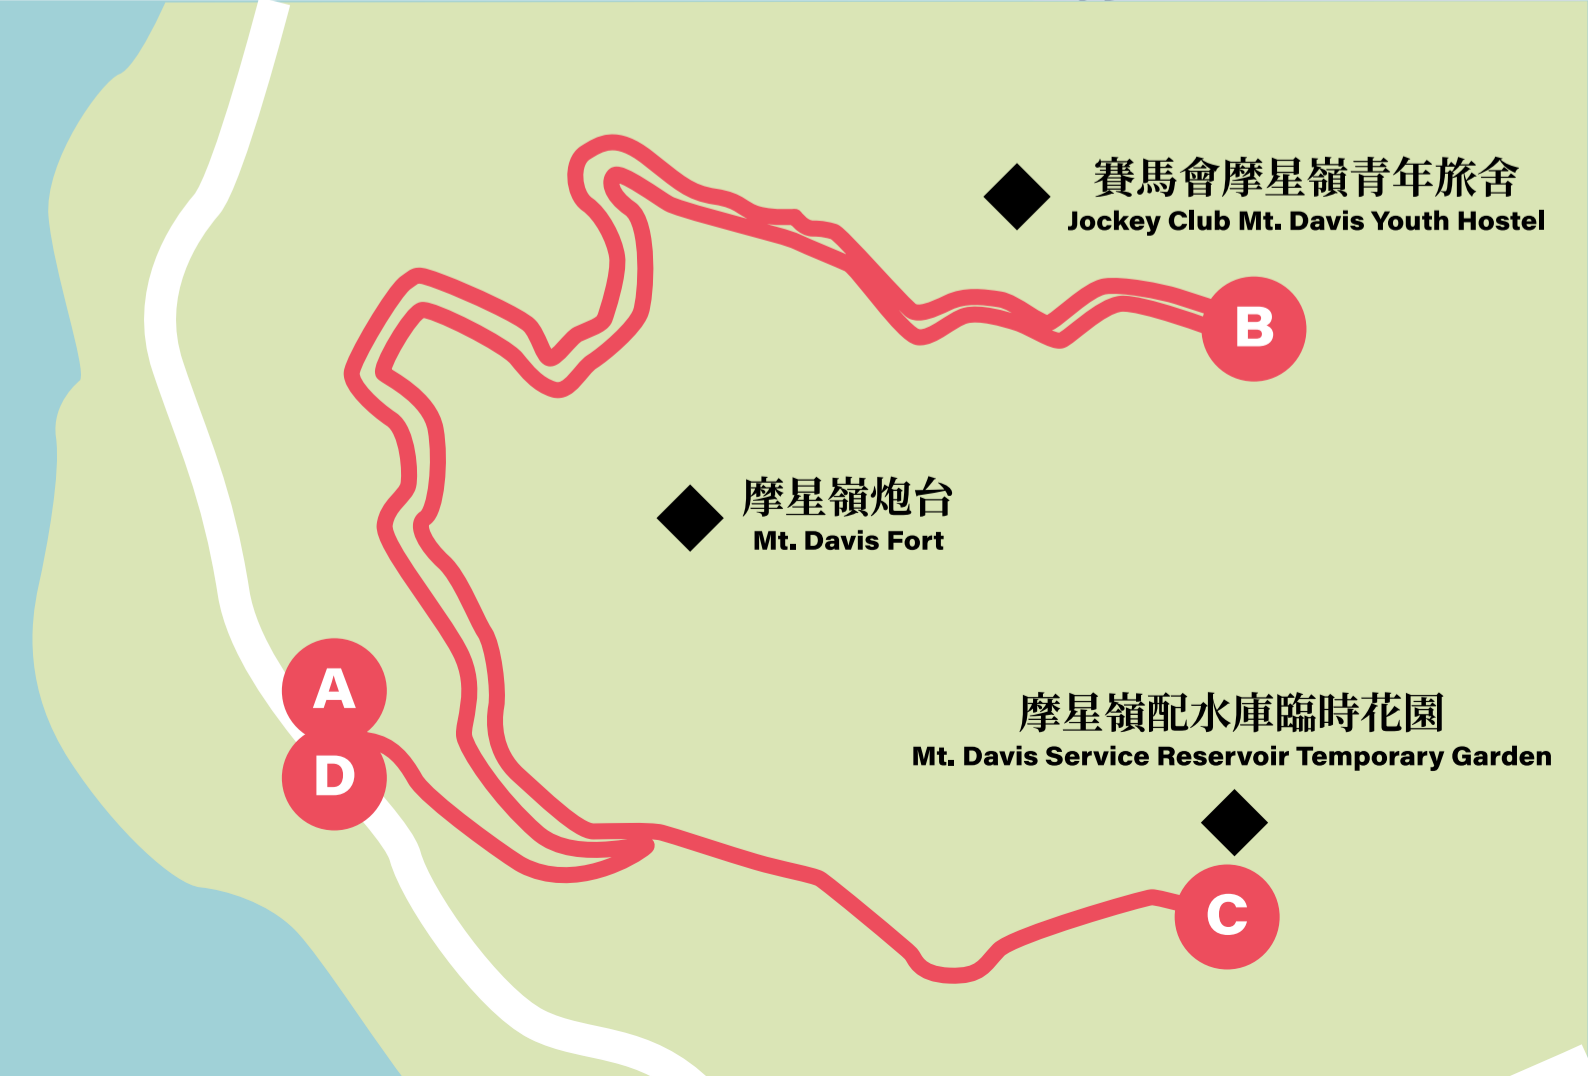 賽馬會摩星嶺青年旅舍
Jockey Club Mt. Davis Youth Hostel
B
摩星嶺炮台
Mt. Davis Fort
A
D
摩星嶺配水庫臨時花園
Mt. Davis Service Reservoir Temporary Garden
C